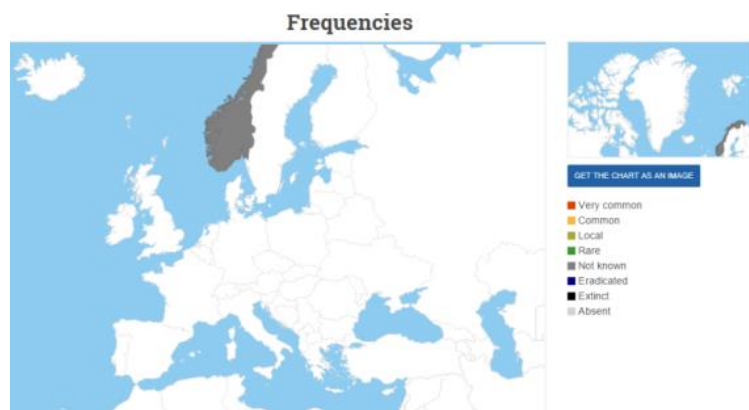 Frequencies
GET THE CHART AS AN IMAGE
Very common
Common
Local
Rare
Not known
Eradicated
Extinct
Absent